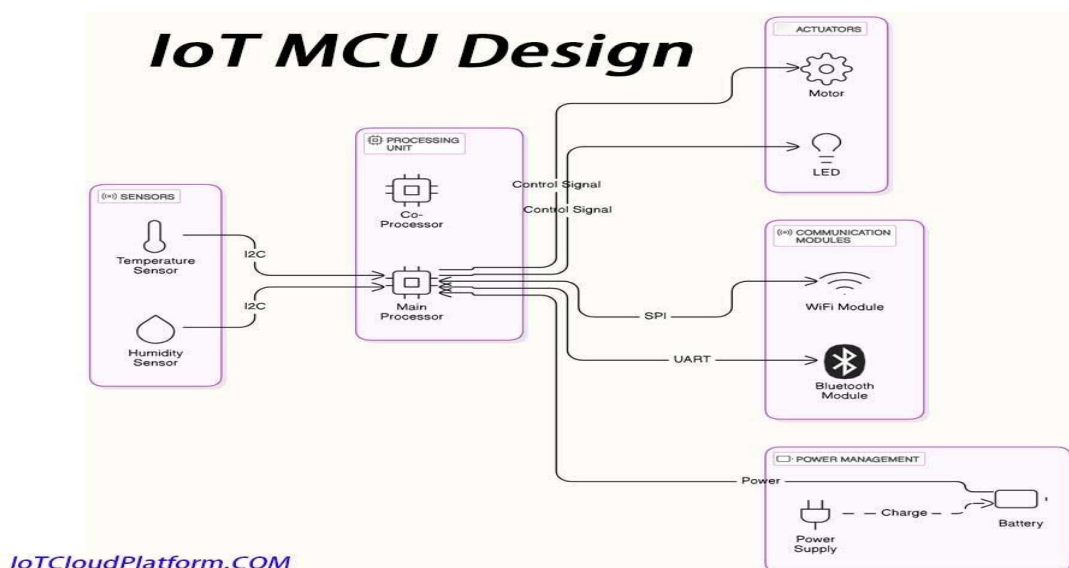 IoT MCU Design
ACTUATORS
Motor
LED
PROCESSING
UNIT
Co-
Processor
Main
Processor
Control Signal
Control Signal
SENSORS
Temperature
Sensor
I2C
I2C
Humidity
Sensor
COMMUNICATION
MODULES
WiFi Module
SPI
UART
Bluetooth
Module
POWER MANAGEMENT
Power
Charge
Power
Supply
Battery
IoTCloudPlatform.COM